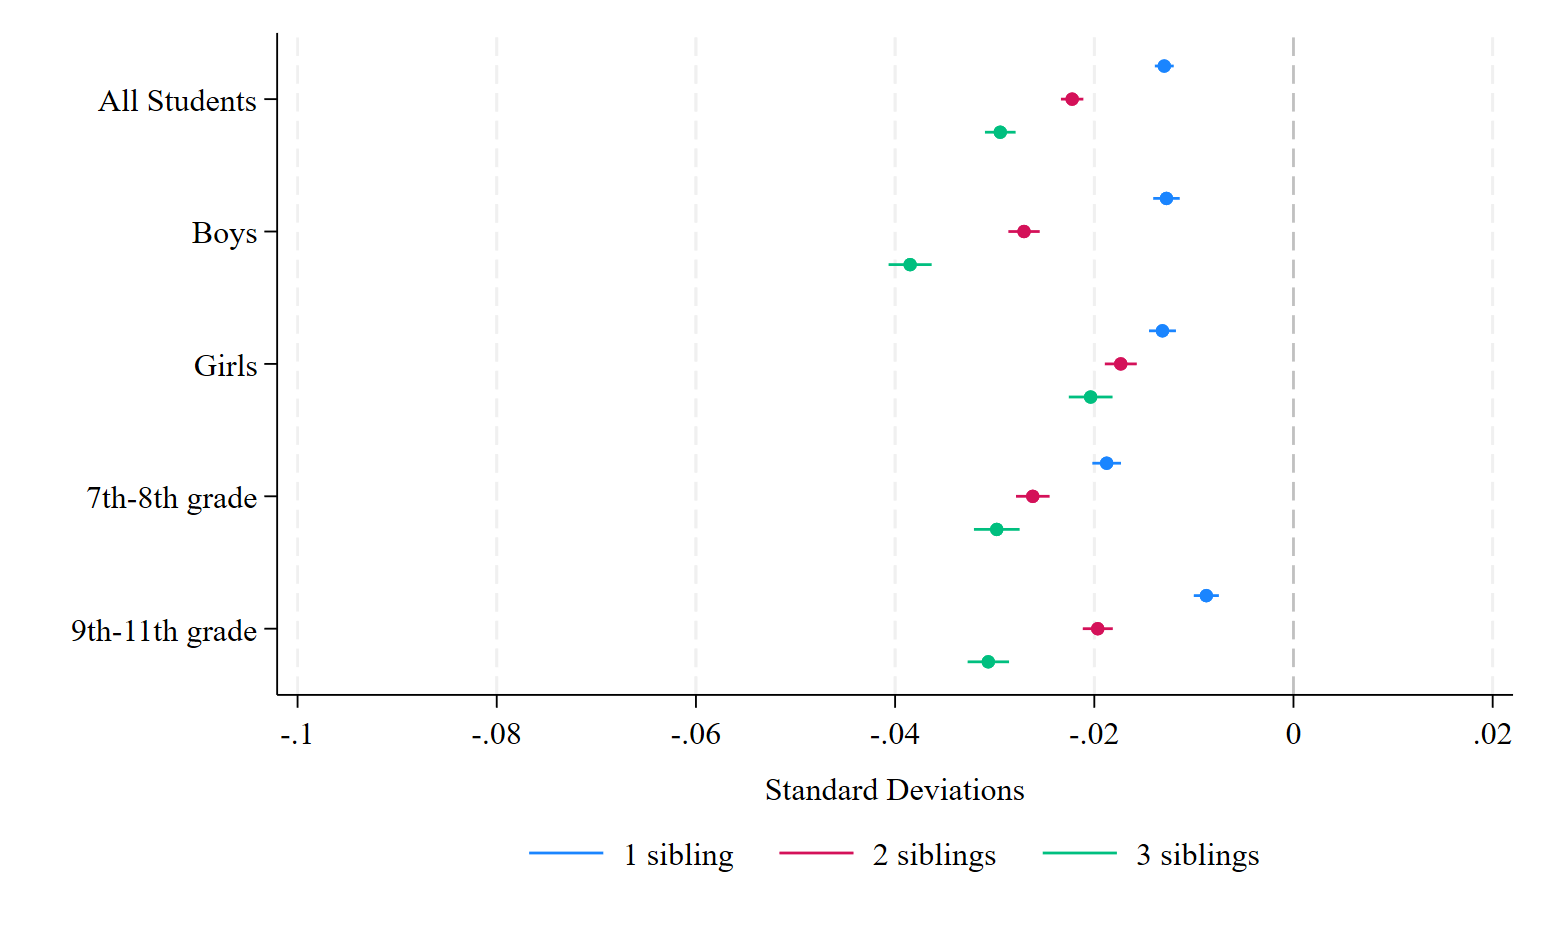 All Students
Boys
Girls
7th-8th grade
9th-11th grade
-.1 -.08 -.06 -.04 -.02 0 .02
Standard Deviations
1 sibling 2 siblings 3 siblings